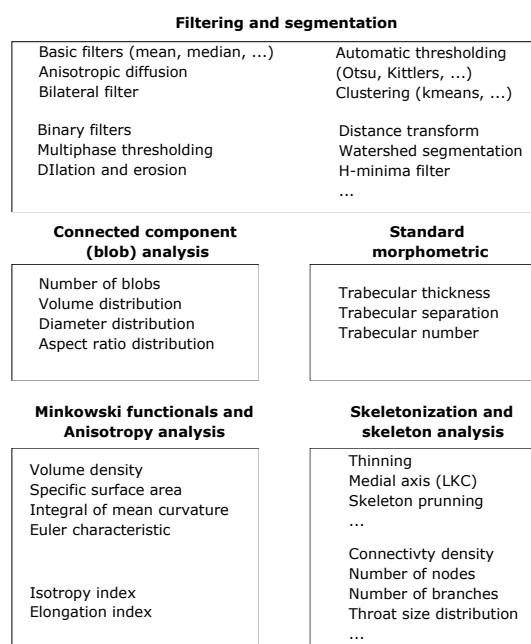 Filtering and segmentation
Basic filters (mean, median, ...)
Anisotropic diffusion
Bilateral filter
Binary filters
Multiphase thresholding
DIlation and erosion
Automatic thresholding
(Otsu, Kittlers, ...)
Clustering (kmeans, ...)
Distance transform
Watershed segmentation
H-minima filter
...
Connected component
(blob) analysis
Number of blobs
Volume distribution
Diameter distribution
Aspect ratio distribution
Standard
morphometric
Trabecular thickness
Trabecular separation
Trabecular number
Minkowski functionals and
Anisotropy analysis
Volume density
Specific surface area
Integral of mean curvature
Euler characteristic
Isotropy index
Elongation index
Skeletonization and
skeleton analysis
Thinning
Medial axis (LKC)
Skeleton prunning
...
Connectivty density
Number of nodes
Number of branches
Throat size distribution
...